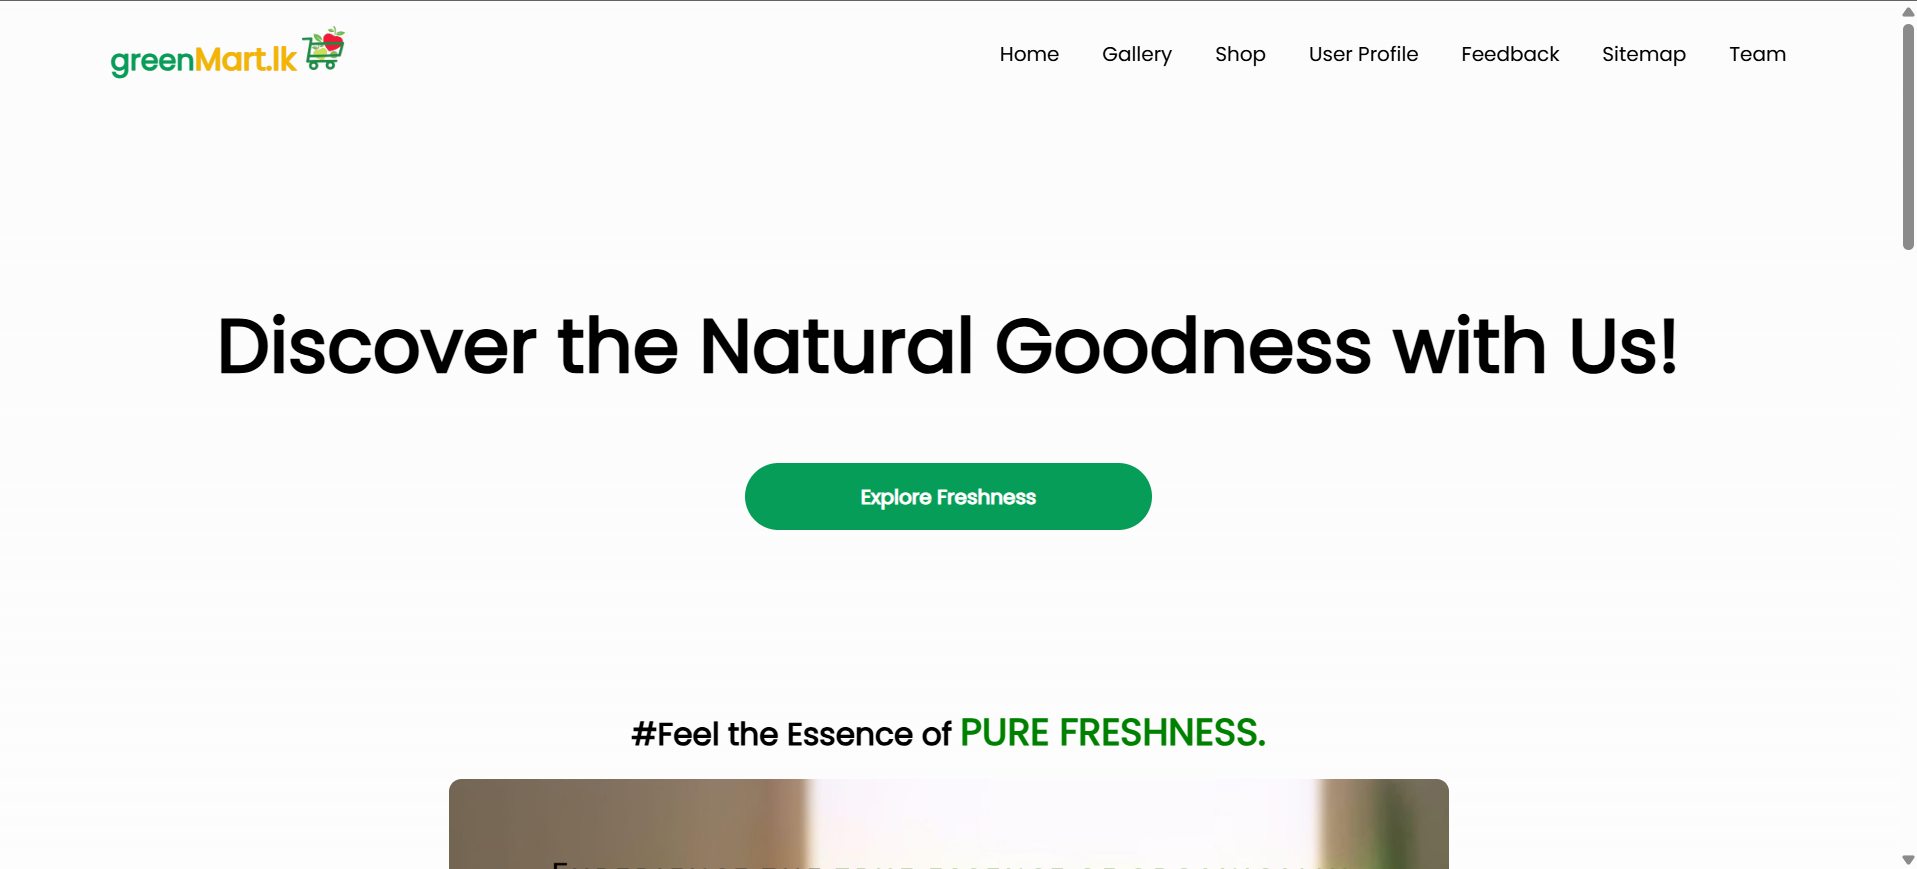 greenMart.lk
Home Gallery Shop User Profile Feedback Sitemap Team
Discover the Natural Goodness with Us!
Explore Freshness
#Feel the Essence of PURE FRESHNESS.